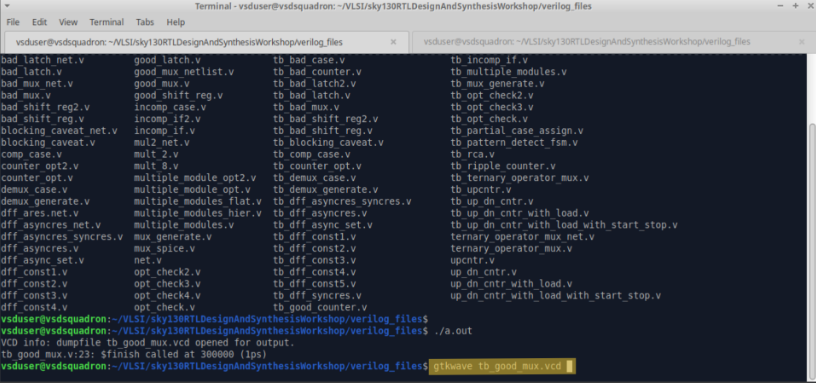 Terminal - vsduser@vsdsquadron: ~/VLSI/sky130RTLDesignAndSynthesisWorkshop/verilog_files
File Edit View Terminal Tabs Help
vsduser@vsdsquadron: ~/VLSI/sky130RTLDesignAndSynthesisWorkshop/verilog_files × vsduser@vsdsquadron: ~/VLSI/sky130RTLDesignAndSynthesisWorkshop/verilog_files ×
bad_latch_net.v good_latch.v tb_bad_case.v tb_incomp_if.v
bad_latch.v good_mux_netlist.v tb_bad_counter.v tb_multiple_modules.v
bad_mux_net.v good_mux.v tb_bad_latch2.v tb_mux_generate.v
bad_mux.v good_shift_reg.v tb_bad_latch.v tb_opt_check2.v
bad_shift_reg2.v incomp_case.v tb_bad_mux.v tb_opt_check3.v
bad_shift_reg.v incomp_if2.v tb_bad_shift_reg2.v tb_opt_check.v
blocking_caveat_net.v incomp_if.v tb_bad_shift_reg.v tb_partial_case_assign.v
blocking_caveat.v mul2_net.v tb_blocking_caveat.v tb_pattern_detect_fsm.v
comp_case.v mult_2.v tb_comp_case.v tb_rca.v
counter_opt2.v mult_8.v tb_counter_opt.v tb_ripple_counter.v
counter_opt.v multiple_module_opt2.v tb_demux_case.v tb_ternary_operator_mux.v
demux_case.v multiple_module_opt.v tb_demux_generate.v tb_upcntr.v
demux_generate.v multiple_modules_flat.v tb_dff_asyncres_syncres.v tb_up_dn_cntr.v
dff_ares.net.v multiple_modules_hier.v tb_dff_asyncres.v tb_up_dn_cntr_with_load.v
dff_asyncres_net.v multiple_modules.v tb_dff_async_set.v tb_up_dn_cntr_with_load_with_start_stop.v
dff_asyncres_syncres.v mux_generate.v tb_dff_const1.v ternary_operator_mux_net.v
dff_asyncres.v mux_spice.v tb_dff_const2.v ternary_operator_mux.v
dff_async_set.v net.v tb_dff_const3.v upcntr.v
dff_const1.v opt_check2.v tb_dff_const4.v up_dn_cntr.v
dff_const2.v opt_check3.v tb_dff_const5.v up_dn_cntr_with_load.v
dff_const3.v opt_check4.v tb_dff_syncres.v up_dn_cntr_with_load_with_start_stop.v
dff_const4.v opt_check.v tb_good_counter.v
vsduser@vsdsquadron:~/VLSI/sky130RTLDesignAndSynthesisWorkshop/verilog_files$
vsduser@vsdsquadron:~/VLSI/sky130RTLDesignAndSynthesisWorkshop/verilog_files$ ./a.out
VCD info: dumpfile tb_good_mux.vcd opened for output.
tb_good_mux.v:23: $finish called at 300000 (1ps)
vsduser@vsdsquadron:~/VLSI/sky130RTLDesignAndSynthesisWorkshop/verilog_files$ gtkwave tb_good_mux.vcd